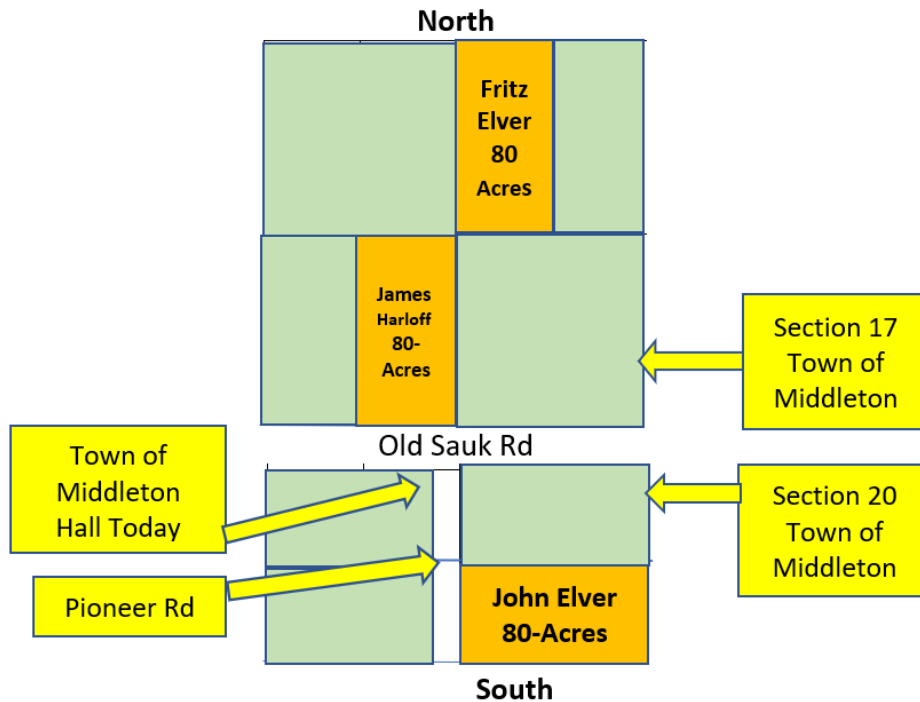 North
Fritz
Elver
80
Acres
James
Harloff
80-
Acres
Section 17
Town of
Middleton
Old Sauk Rd
Town of
Middleton
Hall Today
Section 20
Town of
Middleton
Pioneer Rd
John Elver
80-Acres
South